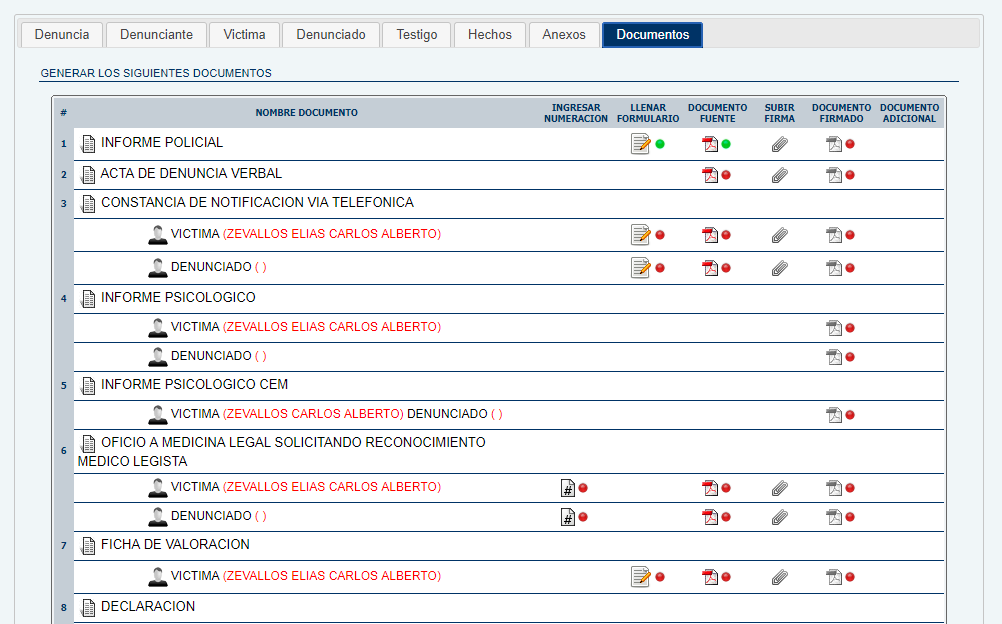 Denuncia Denunciante Victima Denunciado Testigo Hechos Anexos Documentos
GENERAR LOS SIGUIENTES DOCUMENTOS
# NOMBRE DOCUMENTO INGRESAR NUMERACION LLENAR FORMULARIO DOCUMENTO FUENTE SUBIR FIRMA DOCUMENTO FIRMADO DOCUMENTO ADICIONAL
1 INFORME POLICIAL
2 ACTA DE DENUNCIA VERBAL
3 CONSTANCIA DE NOTIFICACION VIA TELEFONICA
VICTIMA (ZEVALLOS ELIAS CARLOS ALBERTO)
DENUNCIADO ( )
4 INFORME PSICOLOGICO
VICTIMA (ZEVALLOS ELIAS CARLOS ALBERTO)
DENUNCIADO ( )
5 INFORME PSICOLOGICO CEM
VICTIMA (ZEVALLOS CARLOS ALBERTO) DENUNCIADO ( )
6 OFICIO A MEDICINA LEGAL SOLICITANDO RECONOCIMIENTO
MEDICO LEGISTA
VICTIMA (ZEVALLOS ELIAS CARLOS ALBERTO) #
DENUNCIADO ( ) #
7 FICHA DE VALORACION
VICTIMA (ZEVALLOS ELIAS CARLOS ALBERTO)
8 DECLARACION